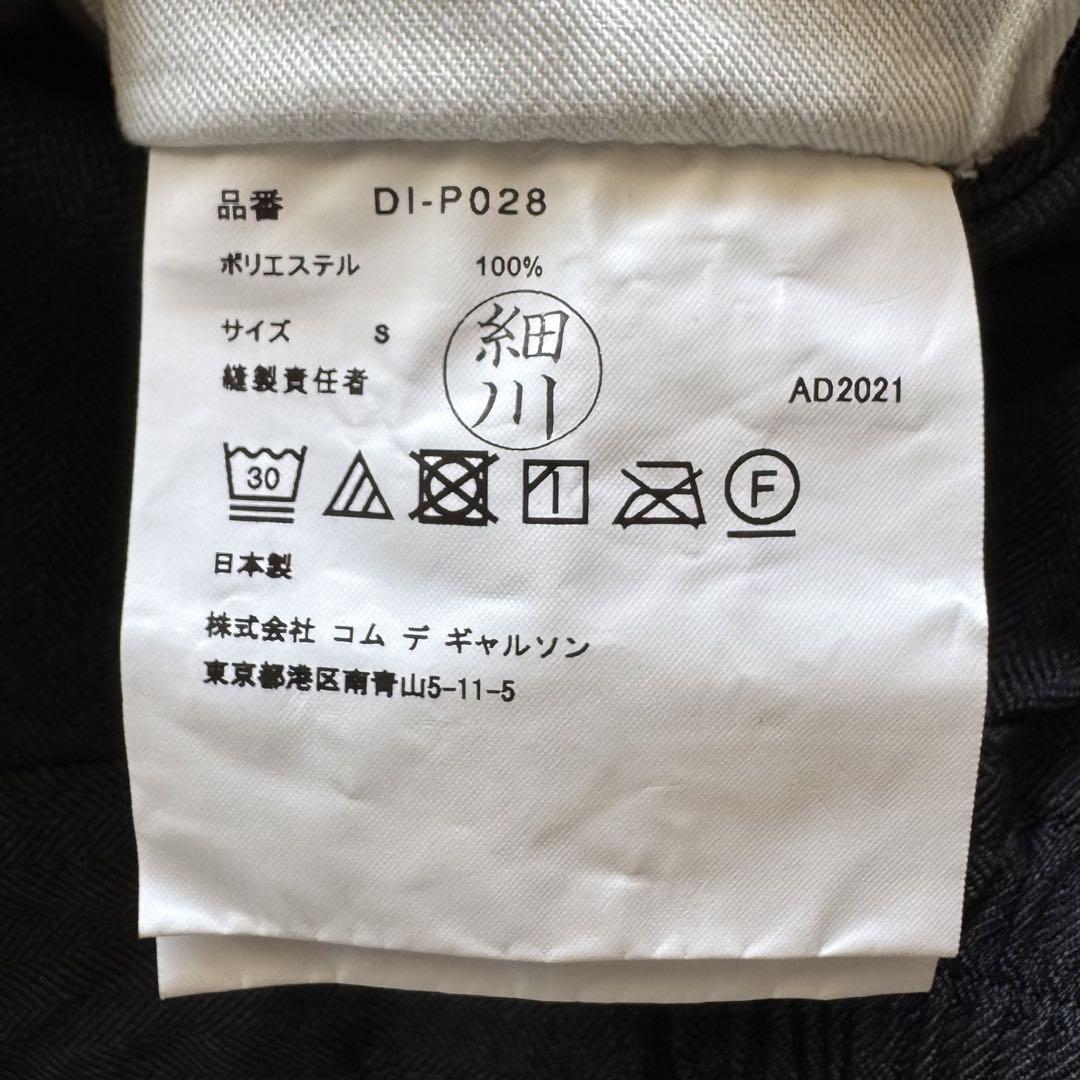 品番 DI-P028
ポリエステル 100%
サイズ S
細川
縫製責任者 AD2021
30 1 F
日本製
株式会社 コム デ ギャルソン
東京都港区南青山5-11-5